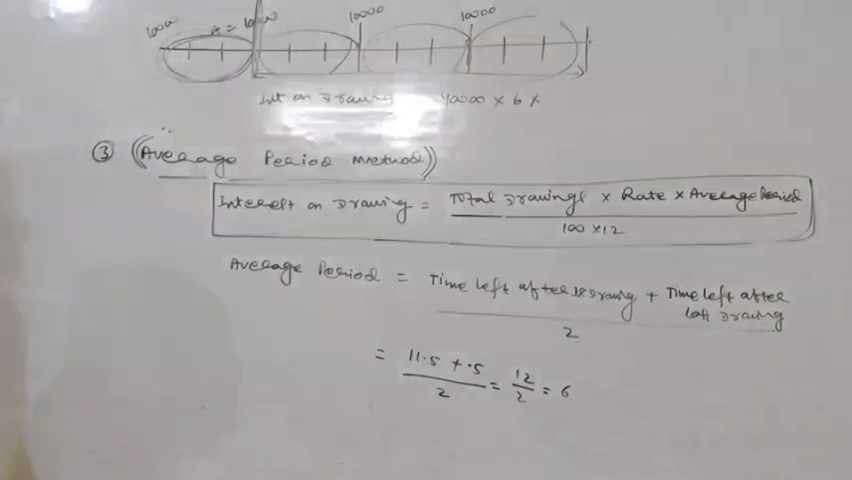 10000 A = 10000 10000 10000
Int on Drawing 40000 x 6 x
③ ((Average Period Method))
Interest on Drawing = Total Drawings x Rate x Average Period
100 x 12
Average Period = Time left after 1st Drawing + Time left after last Drawing
2
= 11.5 + .5 = 12 = 6
2 2